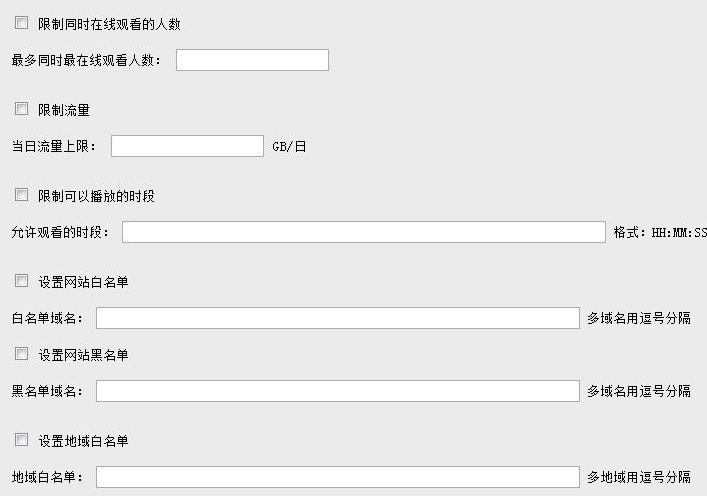 限制同时在线观看的人数
最多同时最在线观看人数：
限制流量
当日流量上限： GB/日
限制可以播放的时段
允许观看的时段： 格式：HH:MM:SS
设置网站白名单
白名单域名： 多域名用逗号分隔
设置网站黑名单
黑名单域名： 多域名用逗号分隔
设置地域白名单
地域白名单： 多地域用逗号分隔